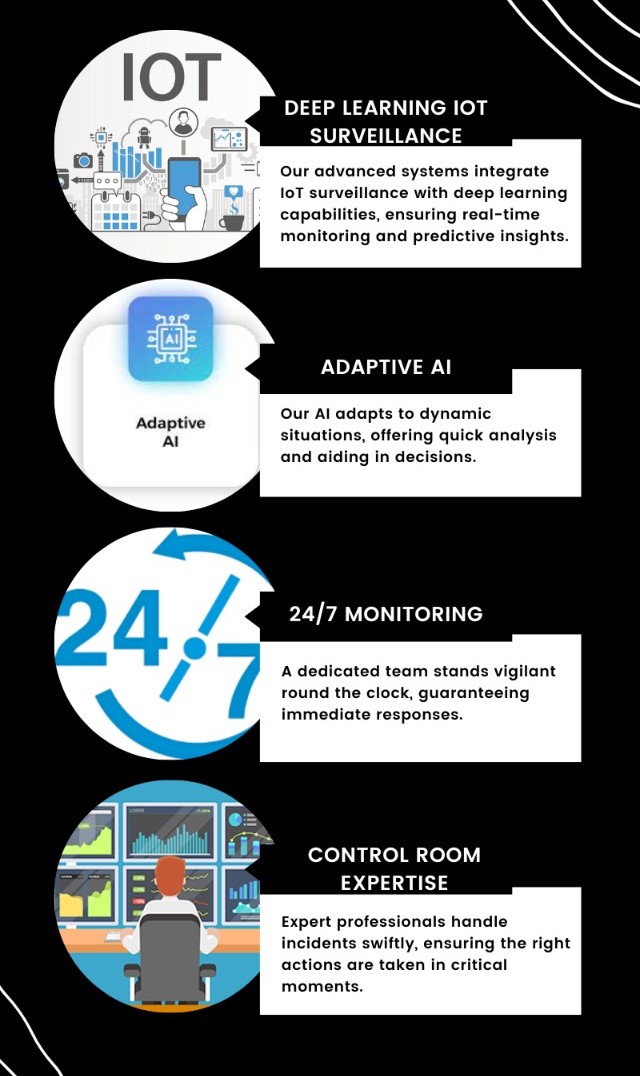 IOT
DEEP LEARNING IOT
SURVEILLANCE
Our advanced systems integrate
IoT surveillance with deep learning
capabilities, ensuring real-time
monitoring and predictive insights.
AI
Adaptive
AI
ADAPTIVE AI
Our AI adapts to dynamic
situations, offering quick analysis
and aiding in decisions.
24/7
24/7 MONITORING
A dedicated team stands vigilant
round the clock, guaranteeing
immediate responses.
CONTROL ROOM
EXPERTISE
Expert professionals handle
incidents swiftly, ensuring the right
actions are taken in critical
moments.